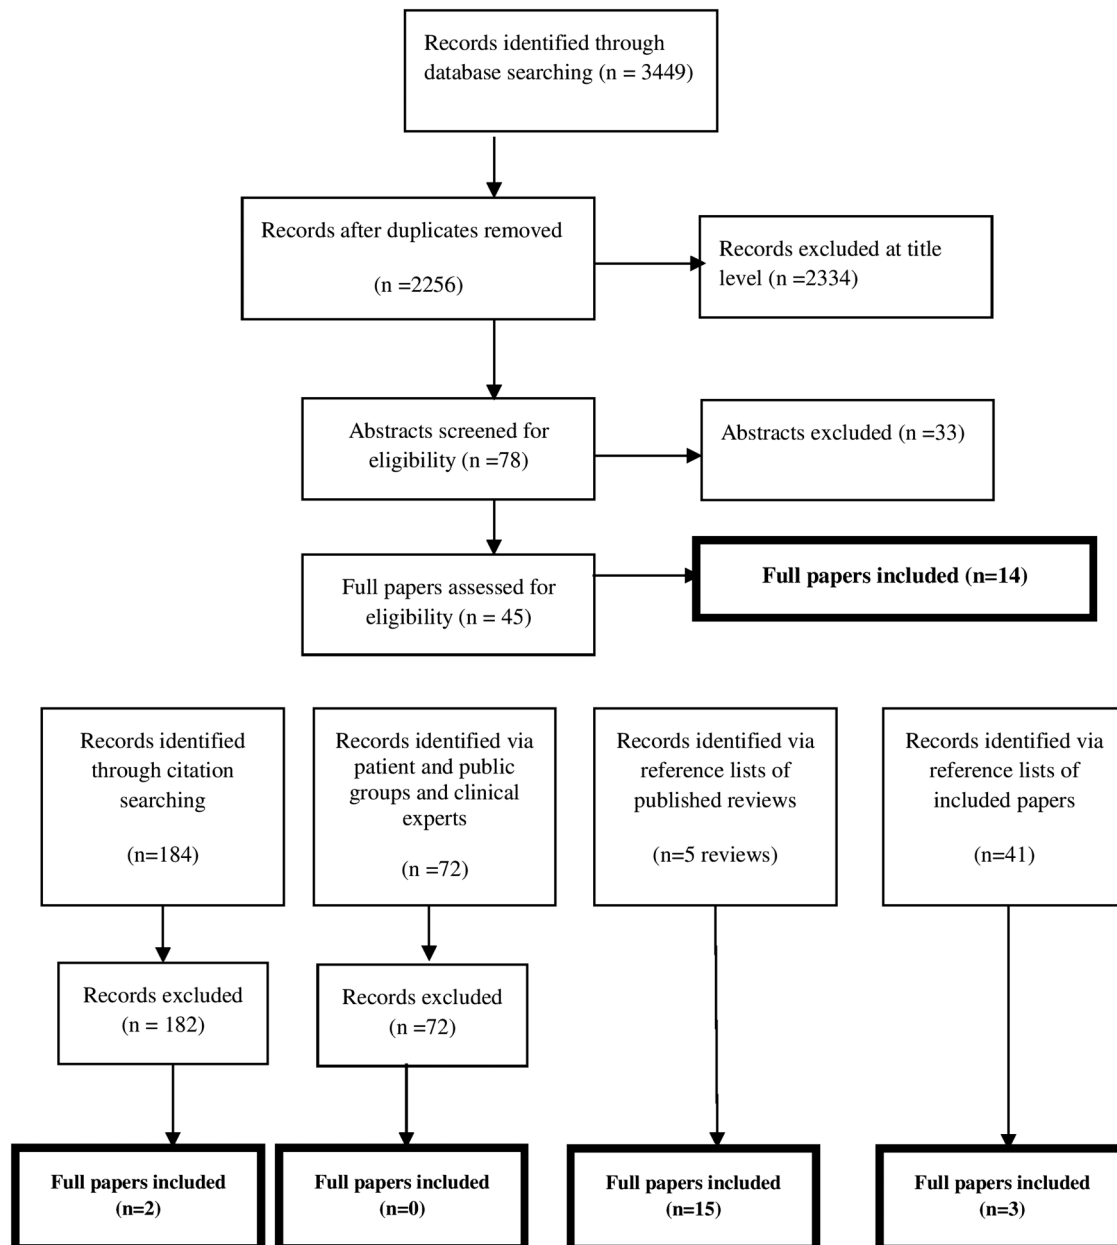 Records identified through
database searching (n = 3449)
Records after duplicates removed
(n =2256)
Records excluded at title
level (n =2334)
Abstracts screened for
eligibility (n =78)
Abstracts excluded (n =33)
Full papers assessed for
eligibility (n = 45)
Full papers included (n=14)
Records identified
through citation
searching
(n=184)
Records identified via
patient and public
groups and clinical
experts
(n =72)
Records identified via
reference lists of
published reviews
(n=5 reviews)
Records identified via
reference lists of
included papers
(n=41)
Records excluded
(n = 182)
Records excluded
(n =72)
Full papers included
(n=2)
Full papers included
(n=0)
Full papers included
(n=15)
Full papers included
(n=3)